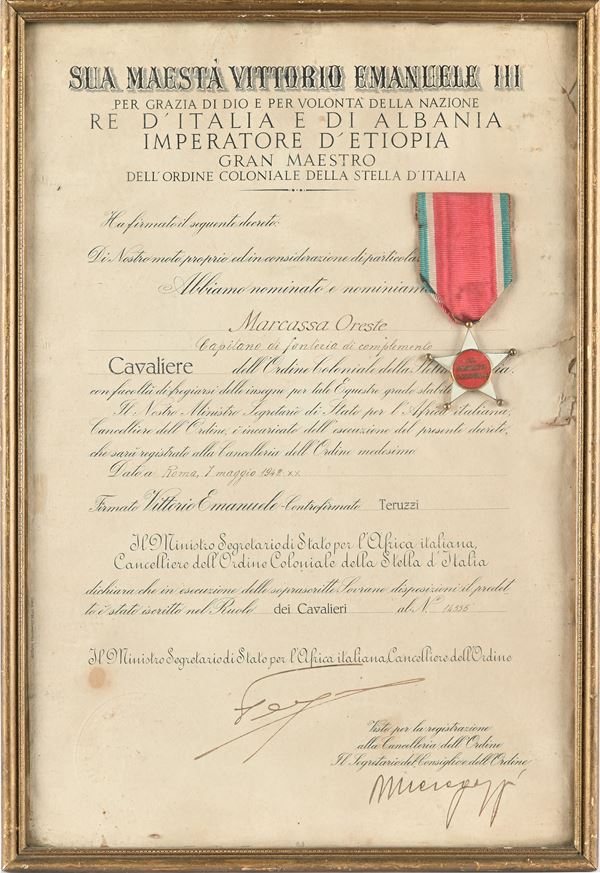 SUA MAESTÀ VITTORIO EMANUELE III
PER GRAZIA DI DIO E PER VOLONTÀ DELLA NAZIONE
RE D'ITALIA E DI ALBANIA
IMPERATORE D'ETIOPIA
GRAN MAESTRO
DELL'ORDINE COLONIALE DELLA STELLA D'ITALIA
Ha firmato il seguente decreto:
Di Nostro moto proprio ed in considerazione di particola
Abbiamo nominato e nominiamo
Marcassa Oreste
Capitano di fanteria di complemento
Cavaliere dell'Ordine Coloniale della
con facoltà di fregiarsi delle insegne per tale Equestre grado stabili
Il Nostro Ministro Segretario di Stato per l'Africa italiana,
Cancelliere dell'Ordine, è incaricato dell'esecuzione del presente decreto,
che sarà registrato alla Cancelleria dell'Ordine medesimo.
Dato a Roma, 7 maggio 1942 XX
Firmato Vittorio Emanuele - Controfirmato Teruzzi
Il Ministro Segretario di Stato per l'Africa italiana,
Cancelliere dell'Ordine Coloniale della Stella d'Italia
dichiara che in esecuzione delle soprascritte Sovrane disposizioni il predet-
to è stato iscritto nel Ruolo dei Cavalieri al N.º
Il Ministro Segretario di Stato per l'Africa italiana, Cancelliere dell'Ordine
Visto per la registrazione
alla Cancelleria dell'Ordine
Il Segretario del Consiglio dell'Ordine